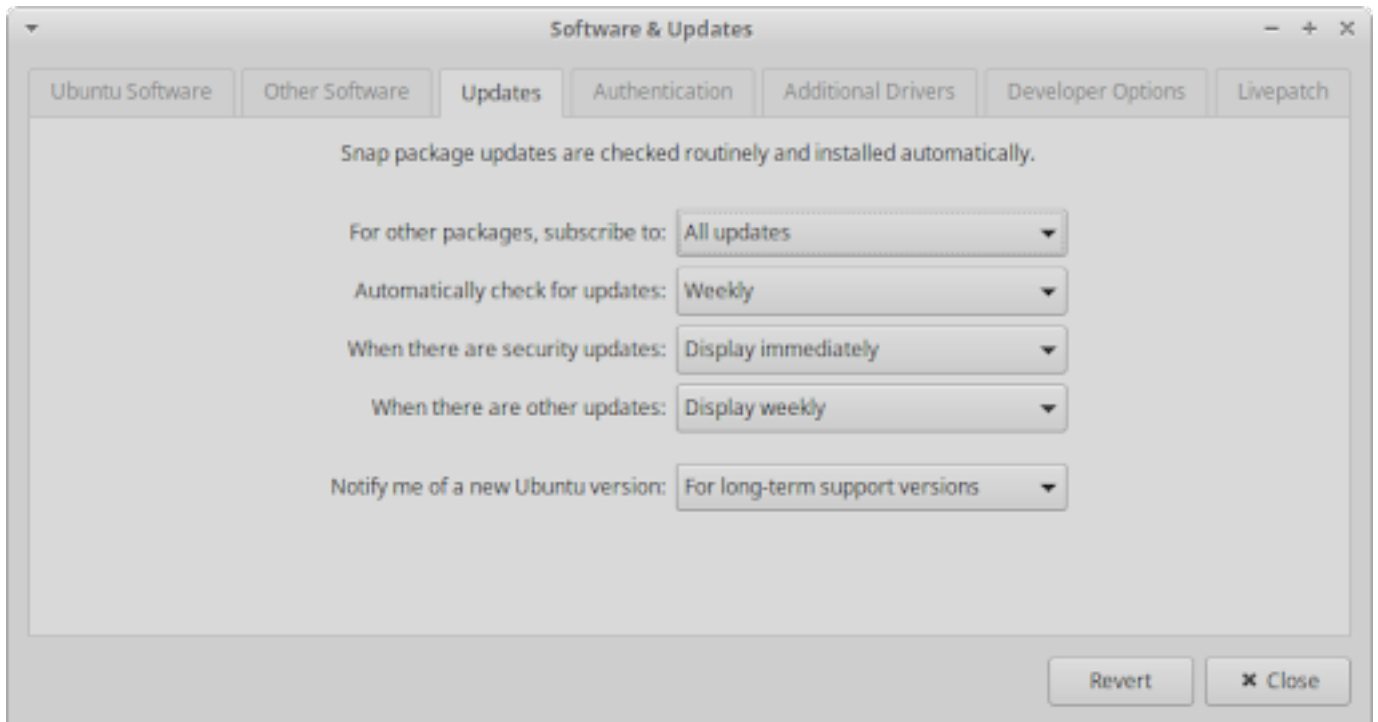 Software & Updates
Ubuntu Software Other Software Updates Authentication Additional Drivers Developer Options Livepatch
Snap package updates are checked routinely and installed automatically.
For other packages, subscribe to: All updates
Automatically check for updates: Weekly
When there are security updates: Display immediately
When there are other updates: Display weekly
Notify me of a new Ubuntu version: For long-term support versions
Revert Close